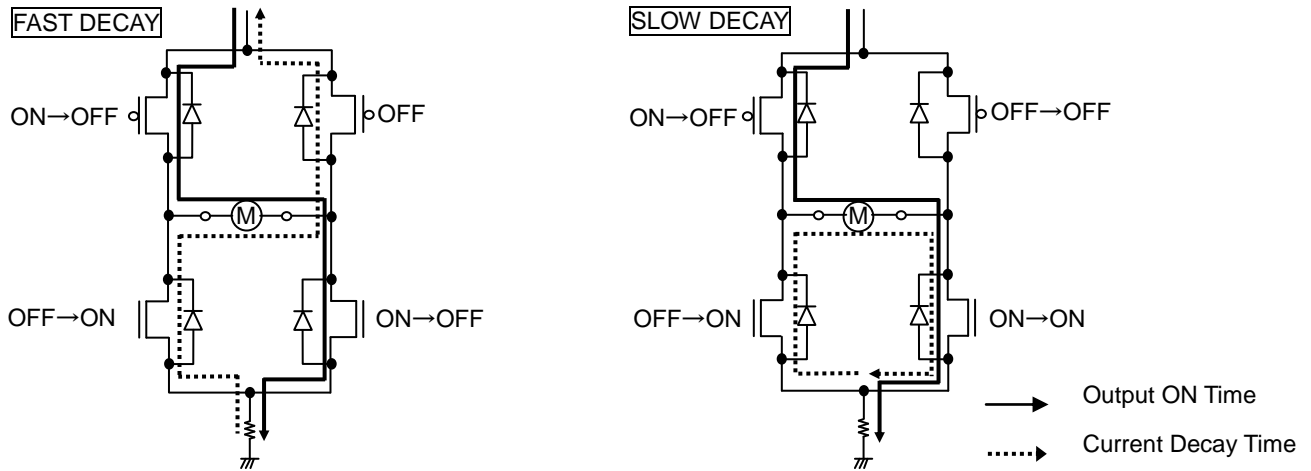 FAST DECAY
ON→OFF
OFF
M
OFF→ON
ON→OFF
SLOW DECAY
ON→OFF
OFF→OFF
M
OFF→ON
ON→ON
Output ON Time
Current Decay Time